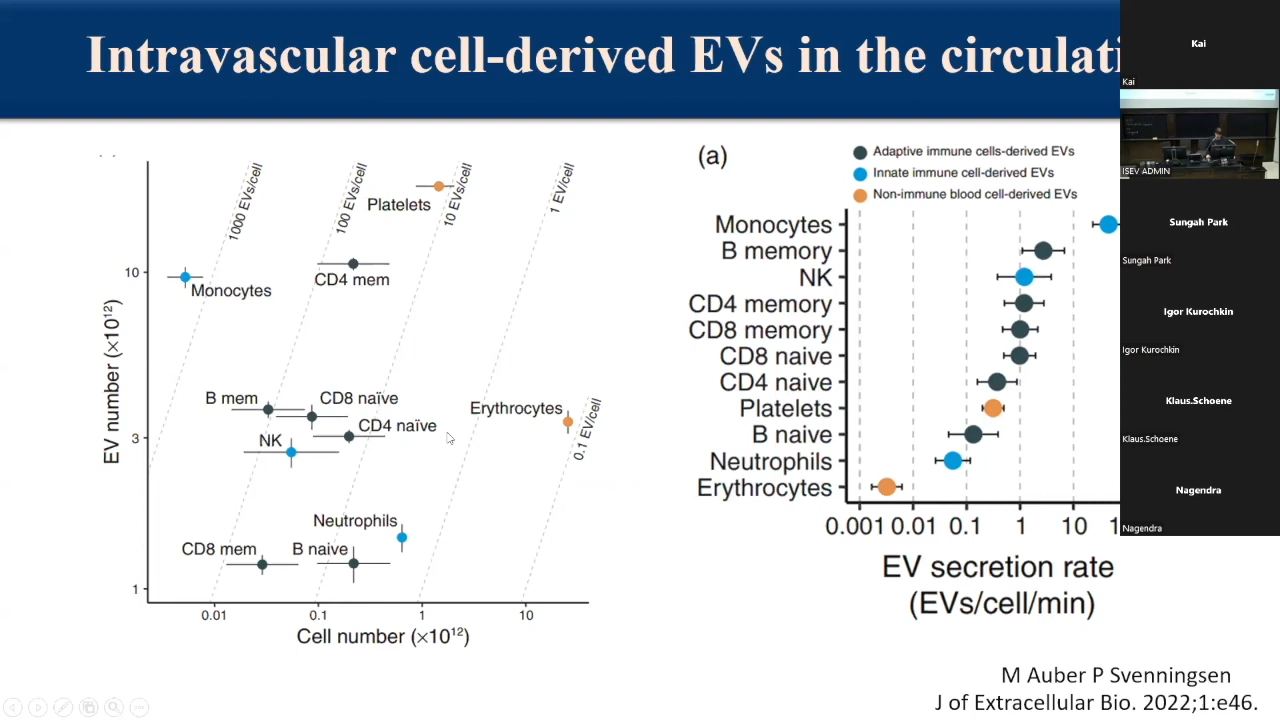 Intravascular cell-derived EVs in the circulati
1000 EVs/cell
100 EVs/cell
10 EVs/cell
1 EV/cell
0.1 EV/cell
Platelets
CD4 mem
Monocytes
B mem
CD8 naïve
CD4 naïve
NK
Erythrocytes
Neutrophils
CD8 mem
B naive
10
3
1
EV number (×10¹²)
0.01
0.1
1
10
Cell number (×10¹²)
(a)
Adaptive immune cells-derived EVs
Innate immune cell-derived EVs
Non-immune blood cell-derived EVs
Monocytes
B memory
NK
CD4 memory
CD8 memory
CD8 naive
CD4 naive
Platelets
B naive
Neutrophils
Erythrocytes
0.001 0.01 0.1 1 10 1
EV secretion rate
(EVs/cell/min)
M Auber P Svenningsen
J of Extracellular Bio. 2022;1:e46.
Kai
Kai
ISEV ADMIN
Sungah Park
Sungah Park
Igor Kurochkin
Igor Kurochkin
Klaus.Schoene
Klaus.Schoene
Nagendra
Nagendra